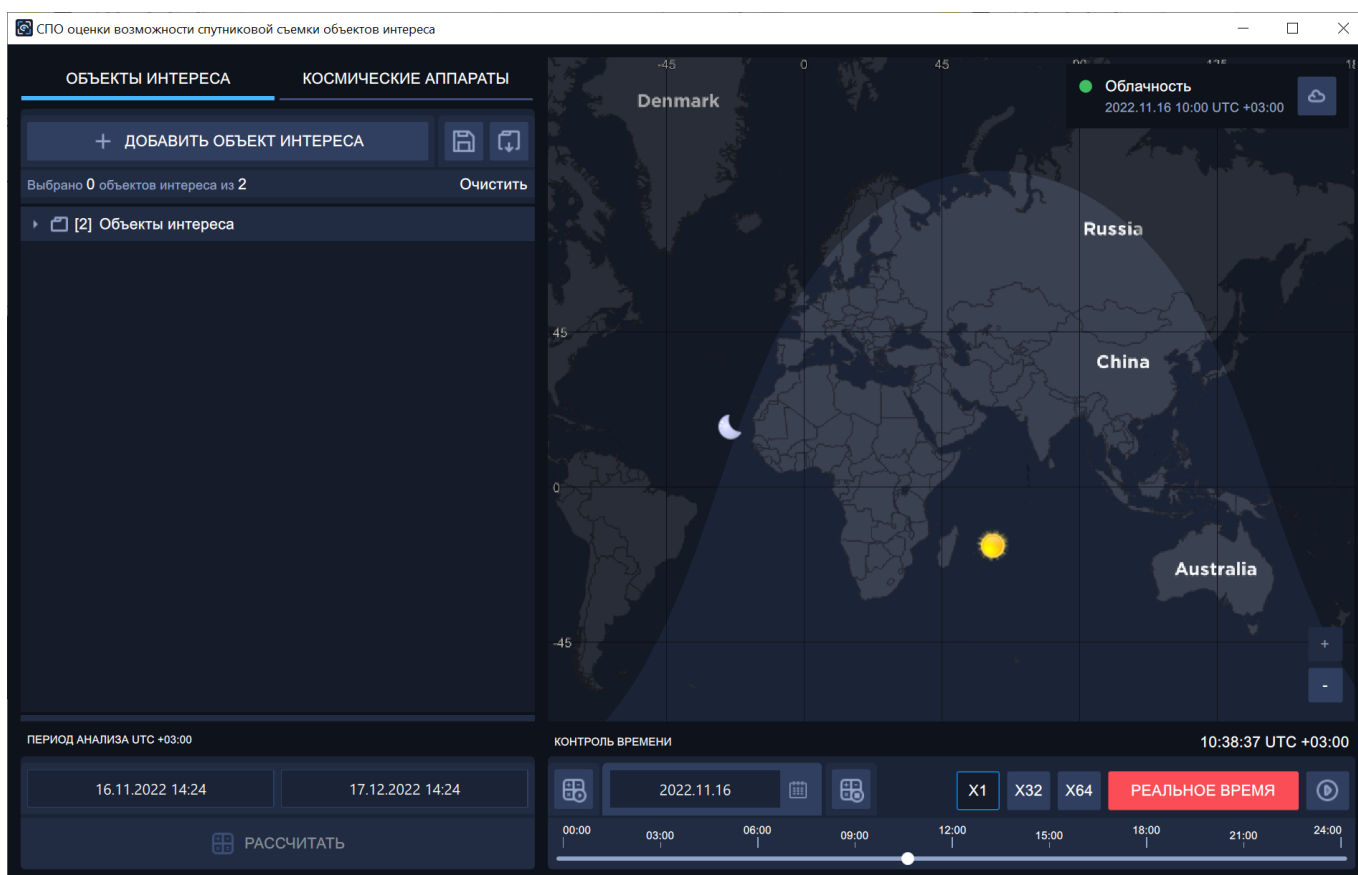 СПО оценки возможности спутниковой съемки объектов интереса
ОБЪЕКТЫ ИНТЕРЕСА
КОСМИЧЕСКИЕ АППАРАТЫ
+ ДОБАВИТЬ ОБЪЕКТ ИНТЕРЕСА
Выбрано 0 объектов интереса из 2
Очистить
[2] Объекты интереса
-45 0 45
Облачность
2022.11.16 10:00 UTC +03:00
Denmark
Russia
45
China
0
Australia
-45
+
-
ПЕРИОД АНАЛИЗА UTC +03:00
16.11.2022 14:24
17.12.2022 14:24
РАССЧИТАТЬ
КОНТРОЛЬ ВРЕМЕНИ
10:38:37 UTC +03:00
2022.11.16
X1 X32 X64 РЕАЛЬНОЕ ВРЕМЯ
00:00 03:00 06:00 09:00 12:00 15:00 18:00 21:00 24:00